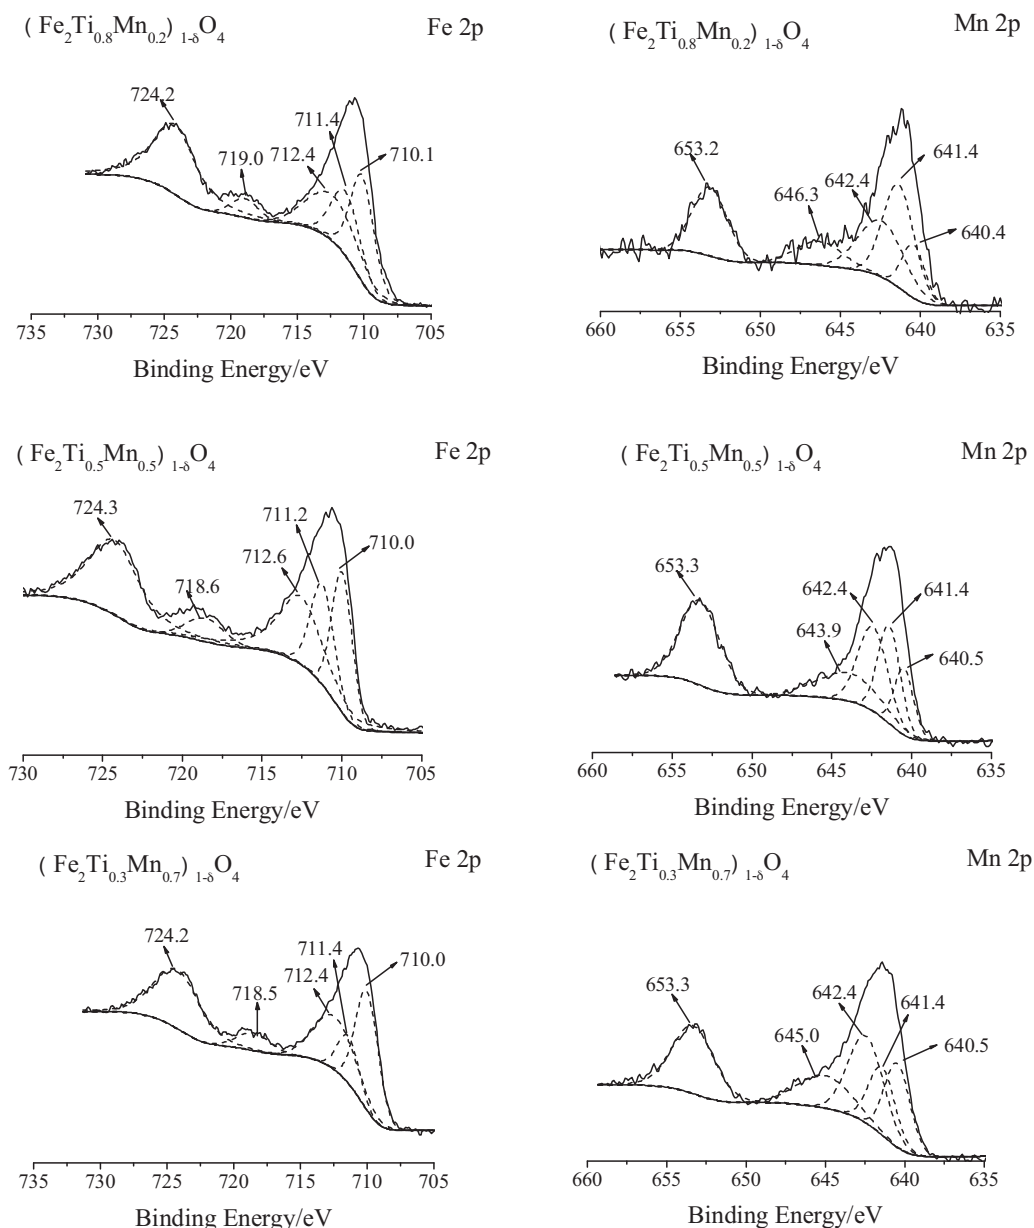 (Fe2Ti0.8Mn0.2)1-δO4 Fe 2p
724.2
711.4
719.0 712.4 710.1
735 730 725 720 715 710 705
Binding Energy/eV
(Fe2Ti0.8Mn0.2)1-δO4 Mn 2p
653.2
646.3 642.4 641.4
640.4
660 655 650 645 640 635
Binding Energy/eV
(Fe2Ti0.5Mn0.5)1-δO4 Fe 2p
724.3 711.2
712.6 710.0
718.6
730 725 720 715 710 705
Binding Energy/eV
(Fe2Ti0.5Mn0.5)1-δO4 Mn 2p
653.3
642.4 641.4
643.9
640.5
660 655 650 645 640 635
Binding Energy/eV
(Fe2Ti0.3Mn0.7)1-δO4 Fe 2p
724.2 711.4
712.4 710.0
718.5
735 730 725 720 715 710 705
Binding Energy/eV
(Fe2Ti0.3Mn0.7)1-δO4 Mn 2p
653.3 642.4
641.4
645.0
640.5
660 655 650 645 640 635
Binding Energy/eV